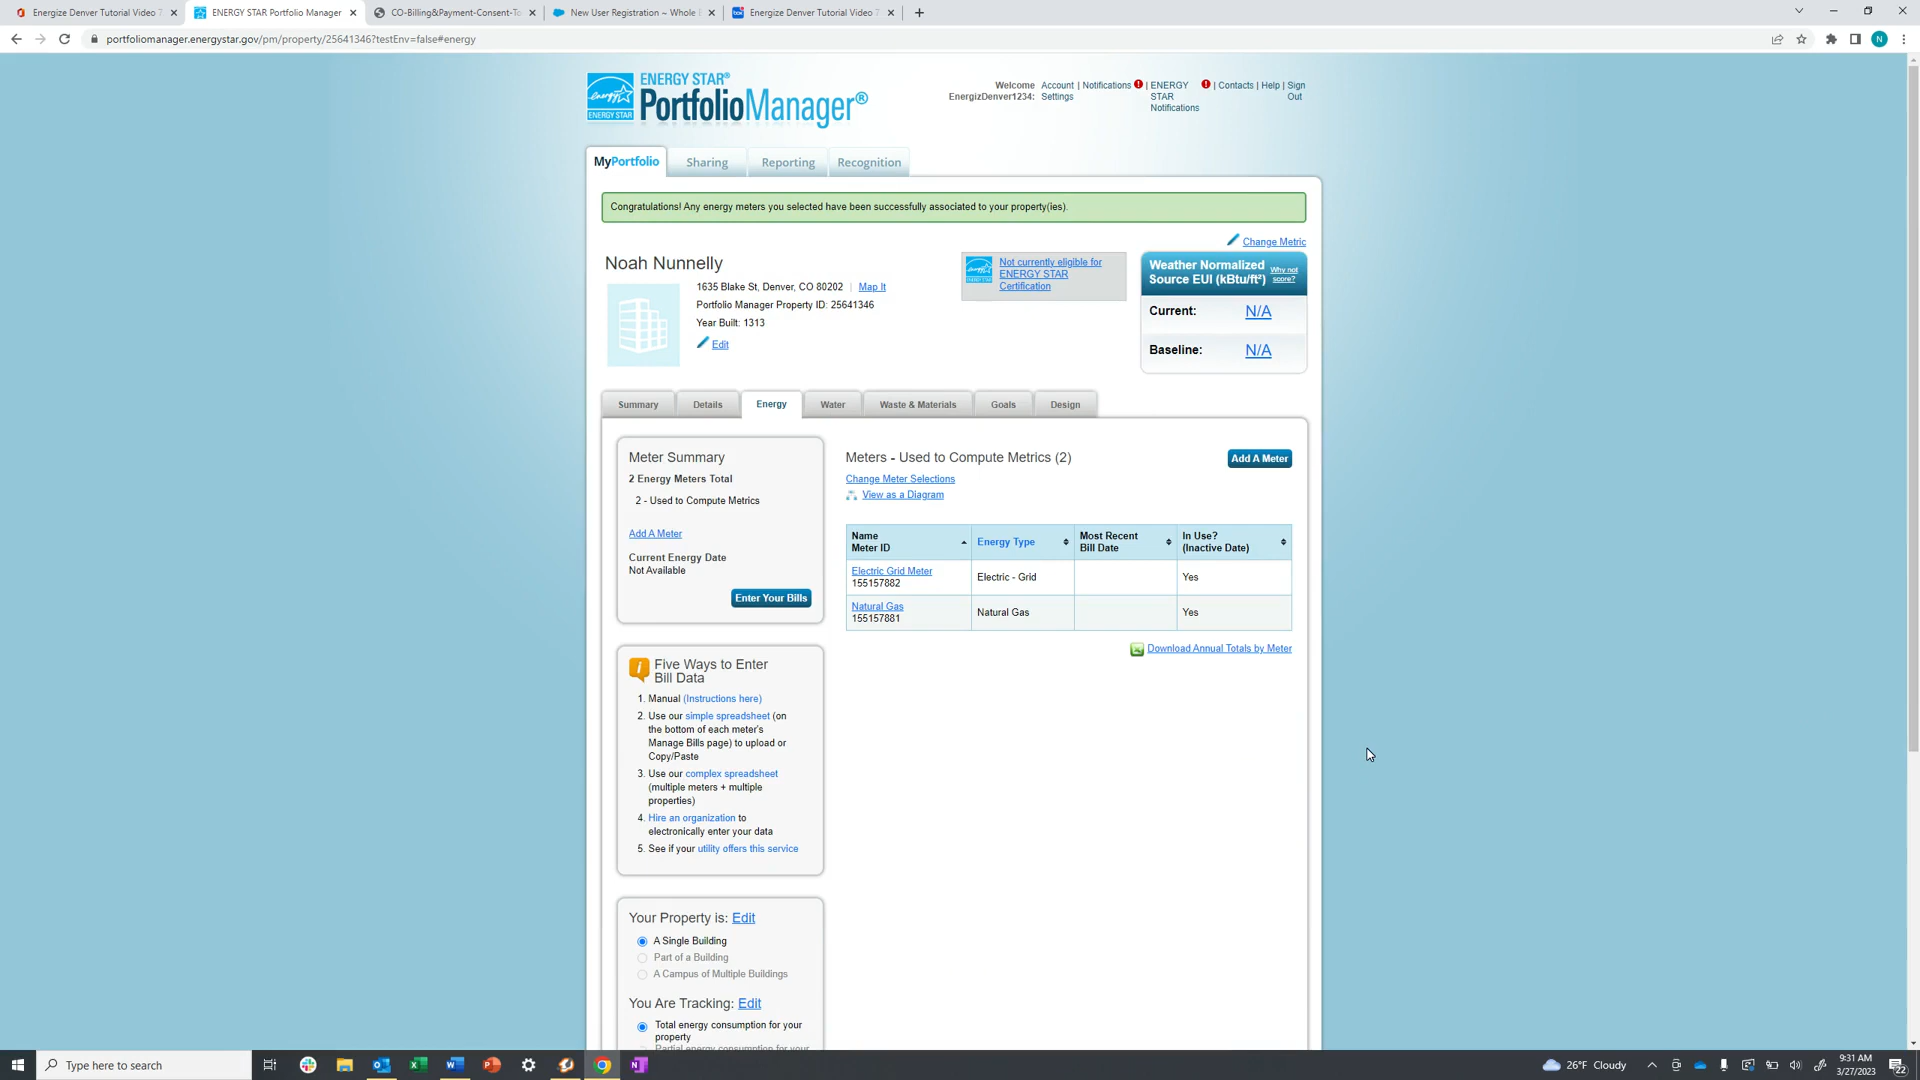 Energize Denver Tutorial Video 7
ENERGY STAR Portfolio Manager
CO-Billing&Payment-Consent-To
New User Registration ~ Whole
Energize Denver Tutorial Video 7
portfoliomanager.energystar.gov/pm/property/25641346?testEnv=false#energy
N
ENERGY STAR®
PortfolioManager®
ENERGY STAR
Welcome
EnergizDenver1234:
Account
Settings
| Notifications
| ENERGY
STAR
Notifications
| Contacts | Help | Sign
Out
MyPortfolio
Sharing
Reporting
Recognition
Congratulations! Any energy meters you selected have been successfully associated to your property(ies).
Change Metric
Noah Nunnelly
1635 Blake St, Denver, CO 80202 | Map It
Portfolio Manager Property ID: 25641346
Year Built: 1313
Edit
Not currently eligible for
ENERGY STAR
Certification
Weather Normalized
Source EUI (kBtu/ft²)
Why not
score?
Current: N/A
Baseline: N/A
Summary
Details
Energy
Water
Waste & Materials
Goals
Design
Meter Summary
2 Energy Meters Total
2 - Used to Compute Metrics
Add A Meter
Current Energy Date
Not Available
Enter Your Bills
Meters - Used to Compute Metrics (2)
Add A Meter
Change Meter Selections
View as a Diagram
Name
Meter ID
Energy Type
Most Recent
Bill Date
In Use?
(Inactive Date)
Electric Grid Meter
155157882
Electric - Grid
Yes
Natural Gas
155157881
Natural Gas
Yes
Download Annual Totals by Meter
Five Ways to Enter
Bill Data
1. Manual (Instructions here)
2. Use our simple spreadsheet (on
the bottom of each meter's
Manage Bills page) to upload or
Copy/Paste
3. Use our complex spreadsheet
(multiple meters + multiple
properties)
4. Hire an organization to
electronically enter your data
5. See if your utility offers this service
Your Property is: Edit
A Single Building
Part of a Building
A Campus of Multiple Buildings
You Are Tracking: Edit
Total energy consumption for your
property
Partial energy consumption for your
Type here to search
26°F Cloudy
9:31 AM
3/27/2023
22